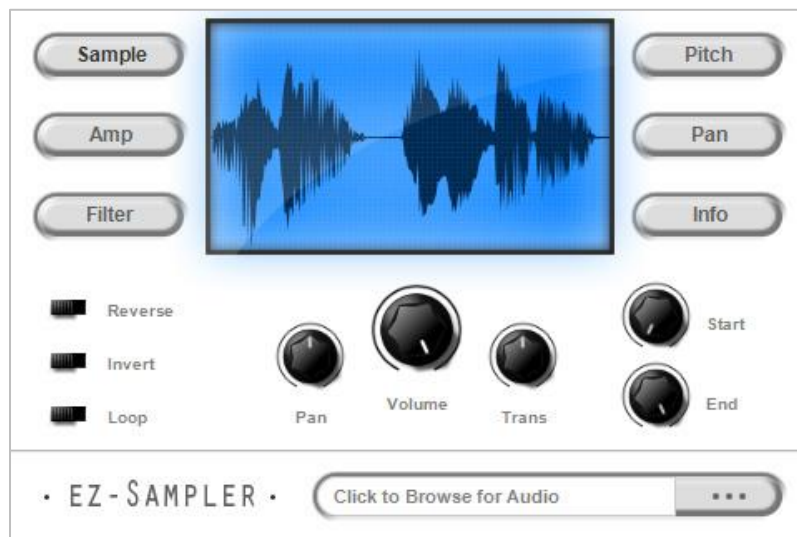 Sample
Pitch
Amp
Pan
Filter
Info
Reverse
Invert
Loop
Pan
Volume
Trans
Start
End
· EZ-SAMPLER ·
Click to Browse for Audio
...